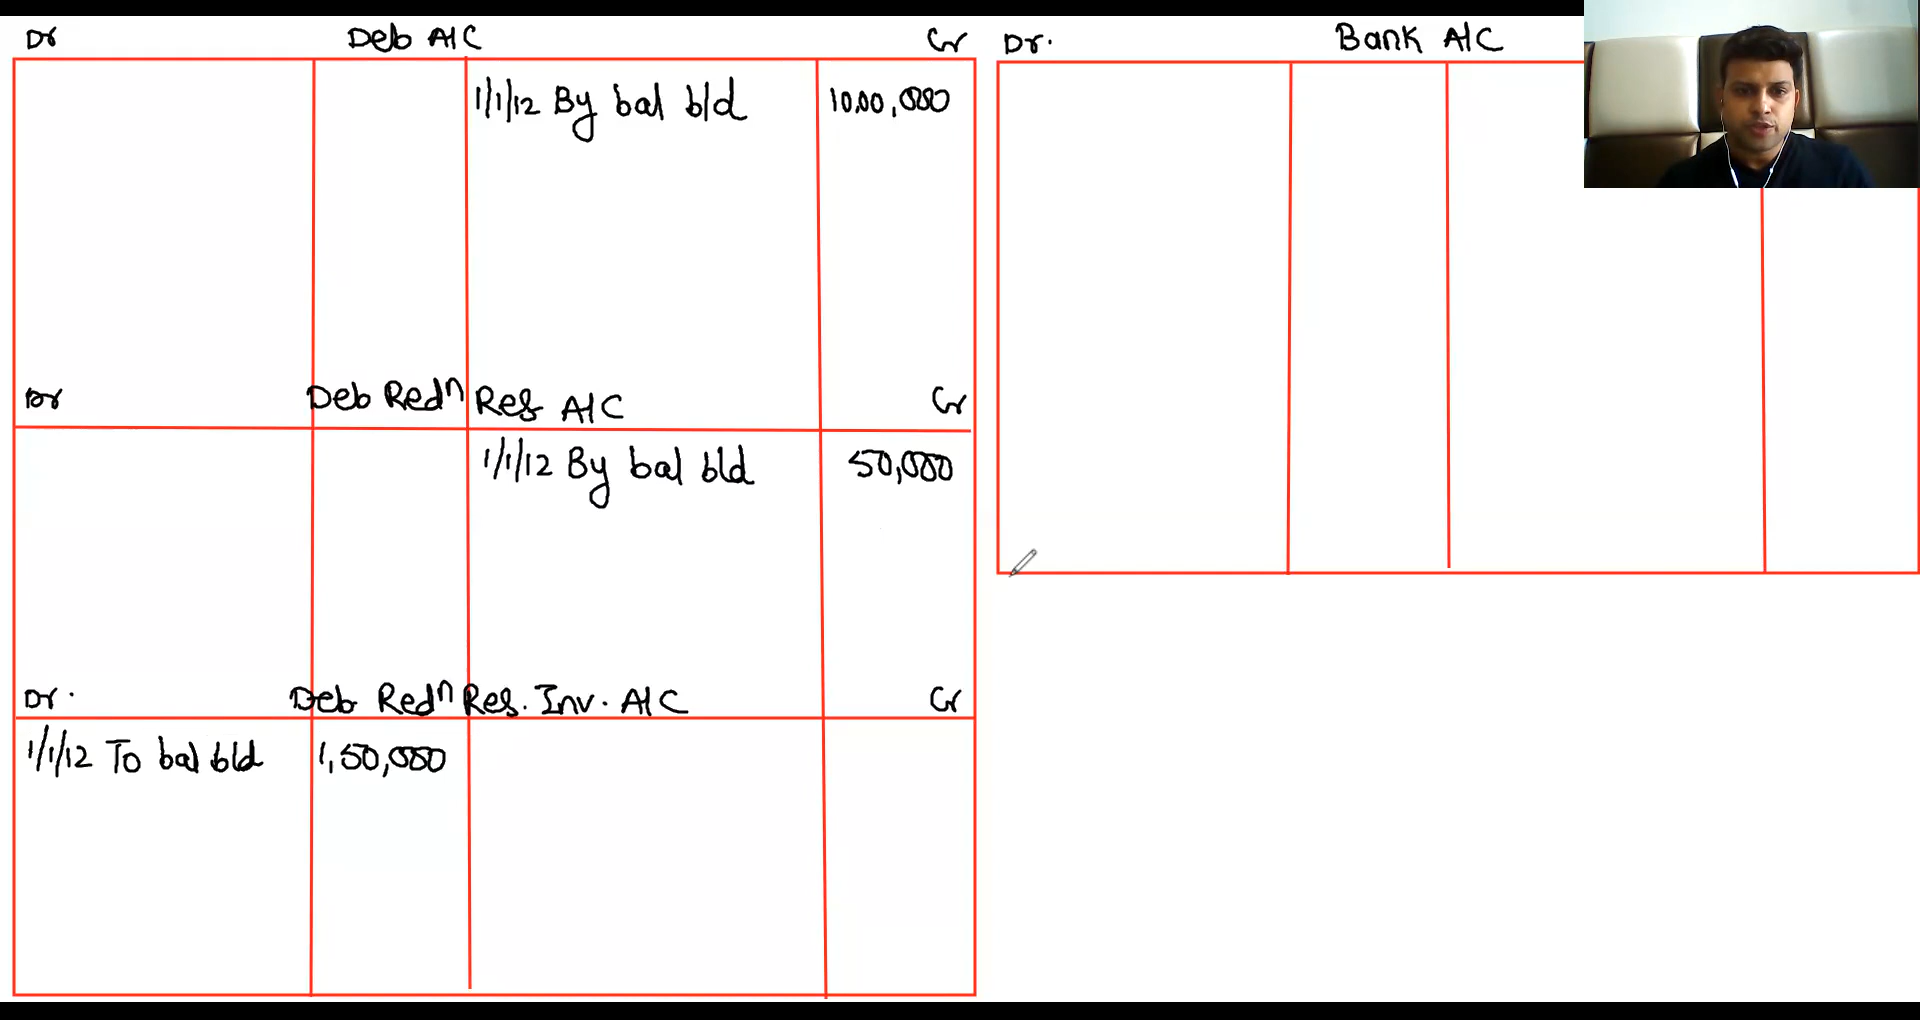 Dr Deb A/C Cr
1/1/12 By bal b/d 10,00,000
Dr Deb Redⁿ Res A/C Cr
1/1/12 By bal b/d 50,000
Dr. Deb Redⁿ Res. Inv. A/C Cr
1/1/12 To bal b/d 1,50,000
Dr. Bank A/C